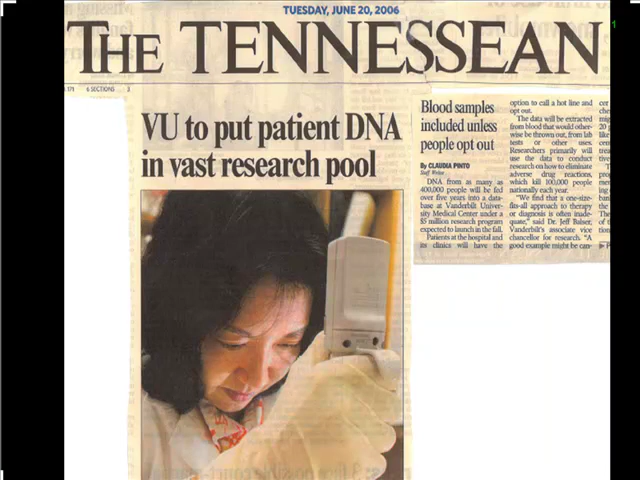 TUESDAY, JUNE 20, 2006
THE TENNESSEAN
6 SECTIONS
VU to put patient DNA
in vast research pool
Blood samples
included unless
people opt out
By CLAUDIA PINTO
Staff Writer
DNA from as many as
400,000 people will be fed
over five years into a data-
base at Vanderbilt Univer-
sity Medical Center under a
$5 million research program
expected to launch in the fall.
Patients at the hospital and
its clinics will have the
option to call a hot line and
opt out.
The data will be extracted
from blood that would other-
wise be thrown out, from lab
tests or other uses.
Researchers primarily will
use the data to conduct
research on how to eliminate
adverse drug reactions,
which kill 100,000 people
nationally each year.
"We find that a one-size-
fits-all approach to therapy
or diagnosis is often inade-
quate," said Dr. Jeff Balser,
Vanderbilt's associate vice
chancellor for research. "A
good example might be can-
1